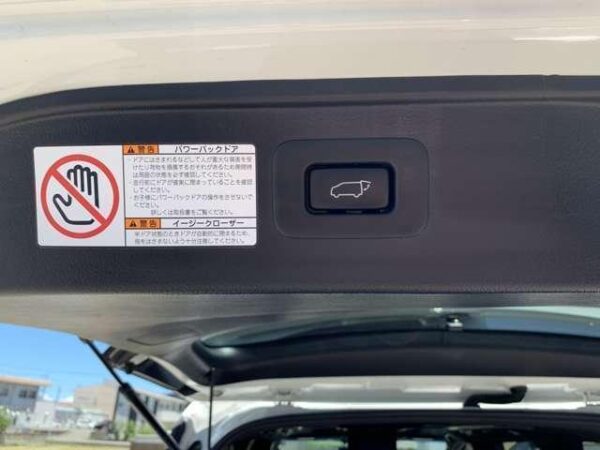 ⚠警告 パワーバックドア
・ドアにはさまれるなどして人が重大な傷害を受
けたり荷物を損傷するおそれがあるため開閉時
は周囲の状態を必ず確認してください。
・走行前にドアが確実に閉まっていることを確認
してください。
・お子様にパワーバックドアの操作をさせないで
ください。
詳しくは取扱書をご覧ください。
⚠警告 イージークローザー
半ドア状態のときドアが自動的に閉まるため、
指をはさまないよう十分注意してください。